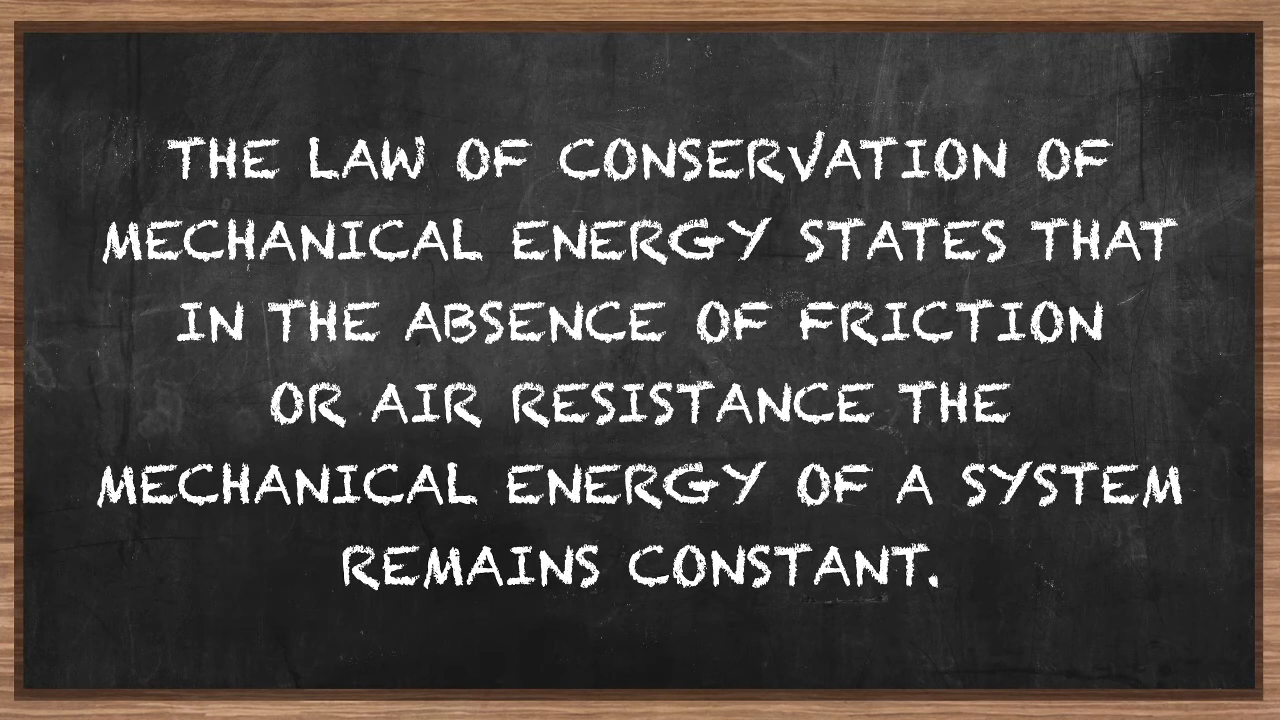 THE LAW OF CONSERVATION OF
MECHANICAL ENERGY STATES THAT
IN THE ABSENCE OF FRICTION
OR AIR RESISTANCE THE
MECHANICAL ENERGY OF A SYSTEM
REMAINS CONSTANT.